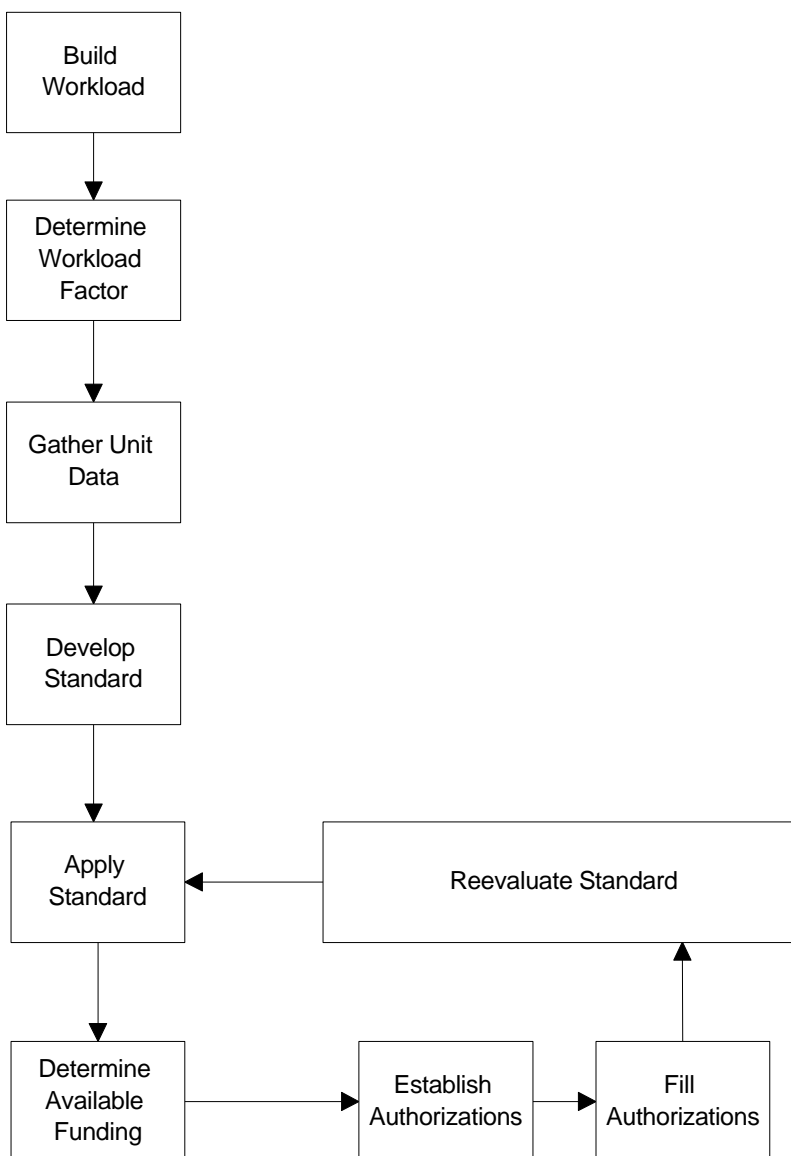 Build
Workload
Determine
Workload
Factor
Gather Unit
Data
Develop
Standard
Apply
Standard
Reevaluate Standard
Determine
Available
Funding
Establish
Authorizations
Fill
Authorizations